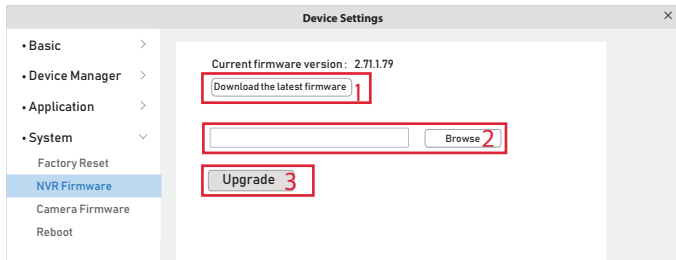 Device Settings
×
• Basic >
• Device Manager >
• Application >
• System
Factory Reset
NVR Firmware
Camera Firmware
Reboot
Current firmware version : 2.71.1.79
Download the latest firmware 1
Browse 2
Upgrade 3